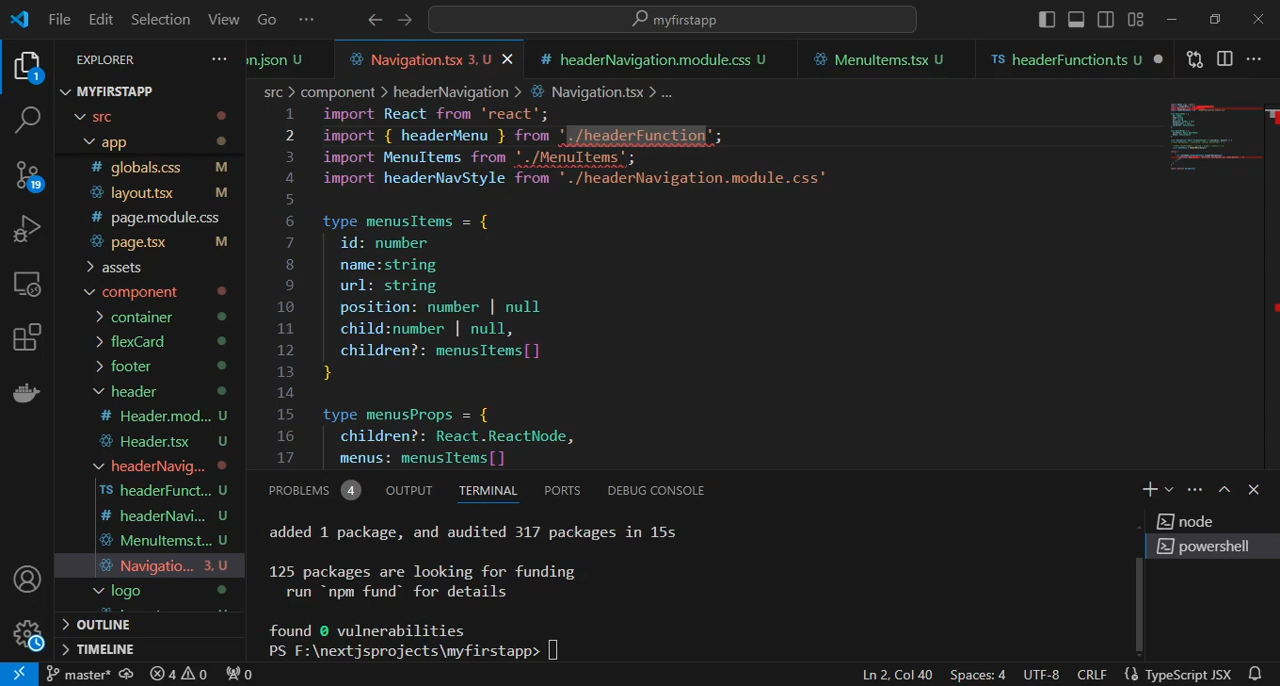 File Edit Selection View Go ··· myfirstapp
EXPLORER ···
on.json U Navigation.tsx 3, U headerNavigation.module.css U MenuItems.tsx U headerFunction.ts U ···
MYFIRSTAPP
src > component > headerNavigation > Navigation.tsx > ...
src
app
# globals.css M
layout.tsx M
# page.module.css
page.tsx M
assets
component
container
flexCard
footer
header
# Header.mod... U
Header.tsx U
headerNavig...
TS headerFunct... U
# headerNavi... U
MenuItems.t... U
Navigatio... 3, U
logo
OUTLINE
TIMELINE
1 import React from 'react';
2 import { headerMenu } from './headerFunction';
3 import MenuItems from './MenuItems';
4 import headerNavStyle from './headerNavigation.module.css'
5
6 type menusItems = {
7 id: number
8 name:string
9 url: string
10 position: number | null
11 child:number | null,
12 children?: menusItems[]
13 }
14
15 type menusProps = {
16 children?: React.ReactNode,
17 menus: menusItems[]
PROBLEMS 4 OUTPUT TERMINAL PORTS DEBUG CONSOLE
added 1 package, and audited 317 packages in 15s
125 packages are looking for funding
run `npm fund` for details
found 0 vulnerabilities
PS F:\nextjsprojects\myfirstapp>
node
powershell
1
19
master* 4 0 0 Ln 2, Col 40 Spaces: 4 UTF-8 CRLF TypeScript JSX